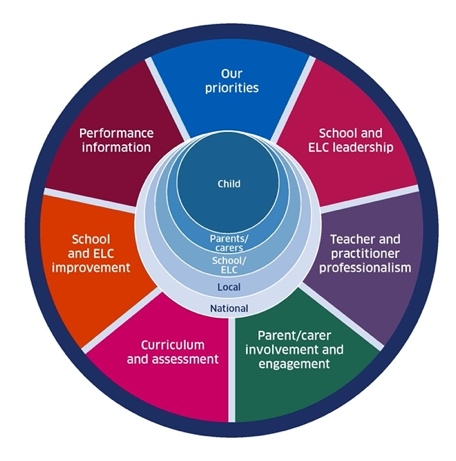 Our
priorities
School and
ELC leadership
Teacher and
practitioner
professionalism
Parent/carer
involvement and
engagement
Curriculum
and assessment
School
and ELC
improvement
Performance
information
Child
Parents/
carers
School/
ELC
Local
National